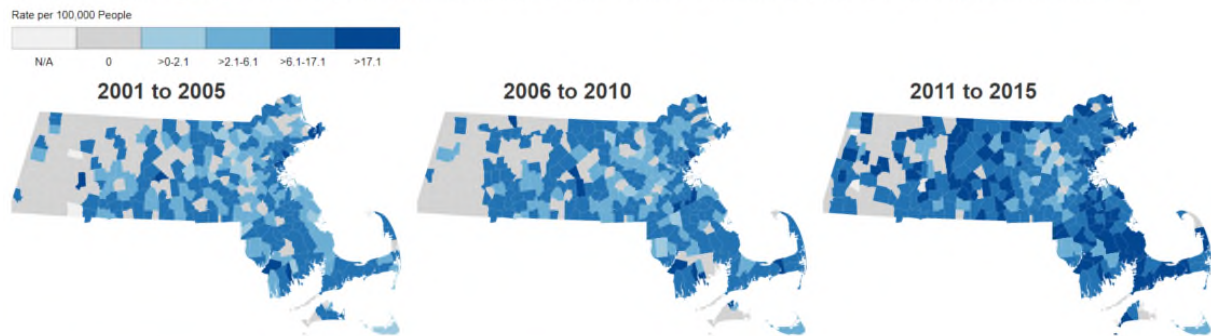 Rate per 100,000 People
N/A 0 >0-2.1 >2.1-6.1 >6.1-17.1 >17.1
2001 to 2005 2006 to 2010 2011 to 2015